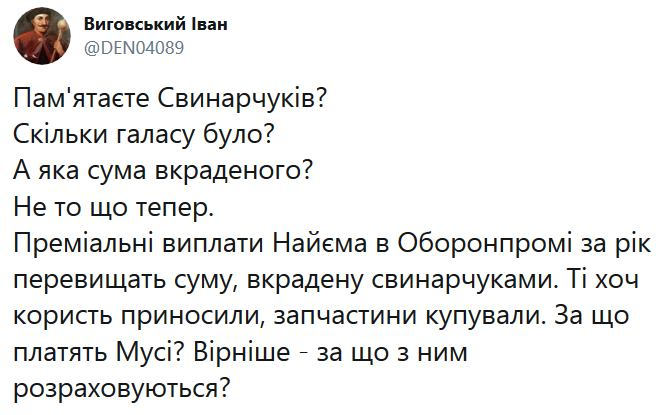 Виговський Іван
@DEN04089
Пам'ятаєте Свинарчуків?
Скільки галасу було?
А яка сума вкраденого?
Не то що тепер.
Преміальні виплати Найєма в Оборонпромі за рік
перевищать суму, вкрадену свинарчуками. Ті хоч
користь приносили, запчастини купували. За що
платять Мусі? Вірніше - за що з ним
розраховуються?